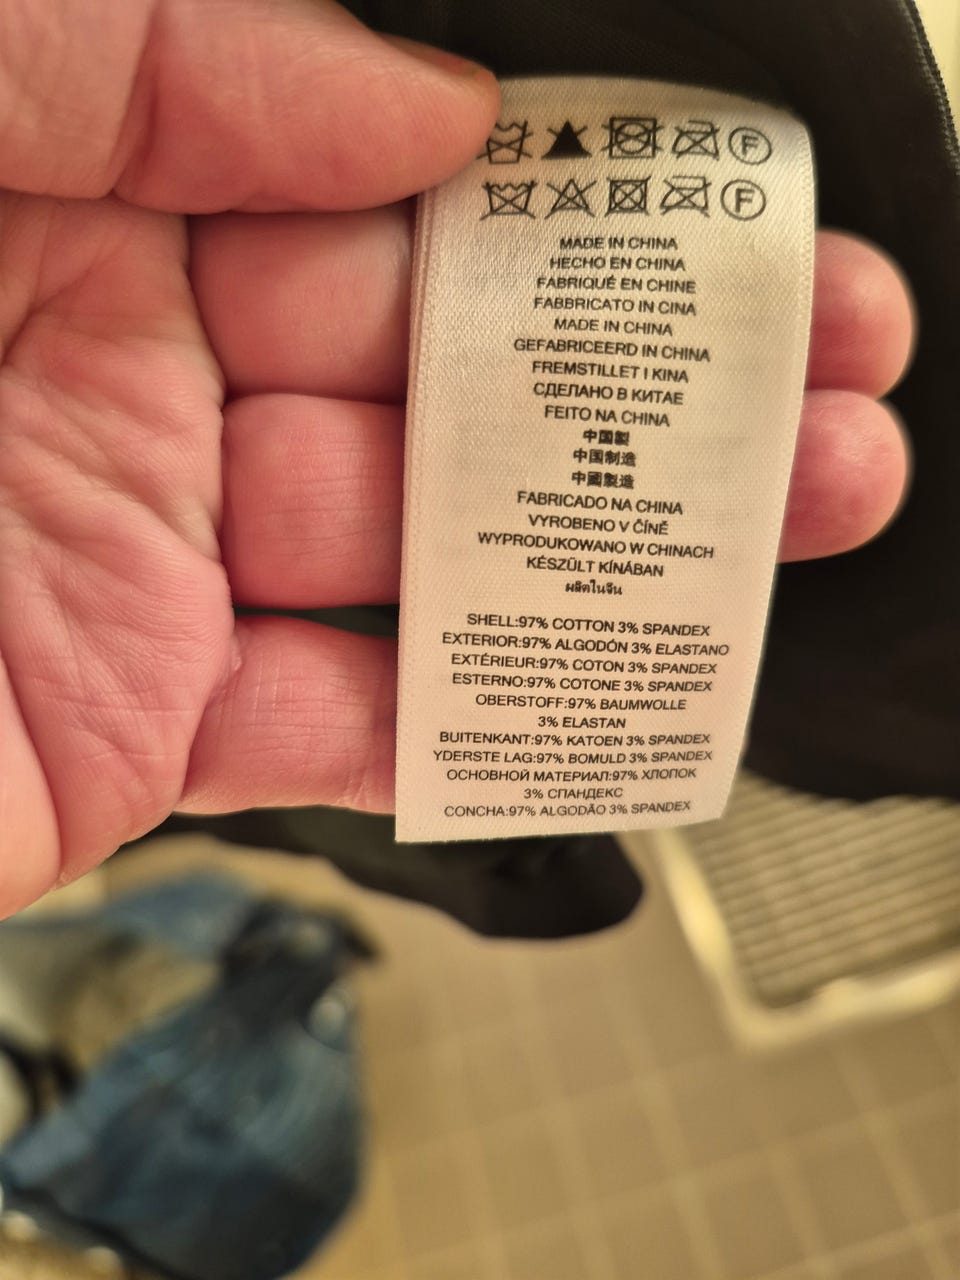 F
F
MADE IN CHINA
HECHO EN CHINA
FABRIQUÉ EN CHINE
FABBRICATO IN CINA
MADE IN CHINA
GEFABRICEERD IN CHINA
FREMSTILLET I KINA
СДЕЛАНО В КИТАЕ
FEITO NA CHINA
中国製
中国制造
中國製造
FABRICADO NA CHINA
VYROBENO V ČÍNĚ
WYPRODUKOWANO W CHINACH
KÉSZÜLT KÍNÁBAN
ผลิตในจีน
SHELL:97% COTTON 3% SPANDEX
EXTERIOR:97% ALGODÓN 3% ELASTANO
EXTÉRIEUR:97% COTON 3% SPANDEX
ESTERNO:97% COTONE 3% SPANDEX
OBERSTOFF:97% BAUMWOLLE
3% ELASTAN
BUITENKANT:97% KATOEN 3% SPANDEX
YDERSTE LAG:97% BOMULD 3% SPANDEX
ОСНОВНОЙ МАТЕРИАЛ:97% ХЛОПОК
3% СПАНДЕКС
CONCHA:97% ALGODÃO 3% SPANDEX